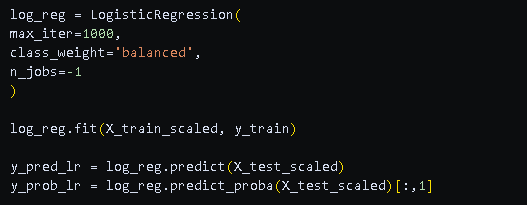 log_reg = LogisticRegression(
max_iter=1000,
class_weight='balanced',
n_jobs=-1
)
log_reg.fit(X_train_scaled, y_train)
y_pred_lr = log_reg.predict(X_test_scaled)
y_prob_lr = log_reg.predict_proba(X_test_scaled)[:,1]